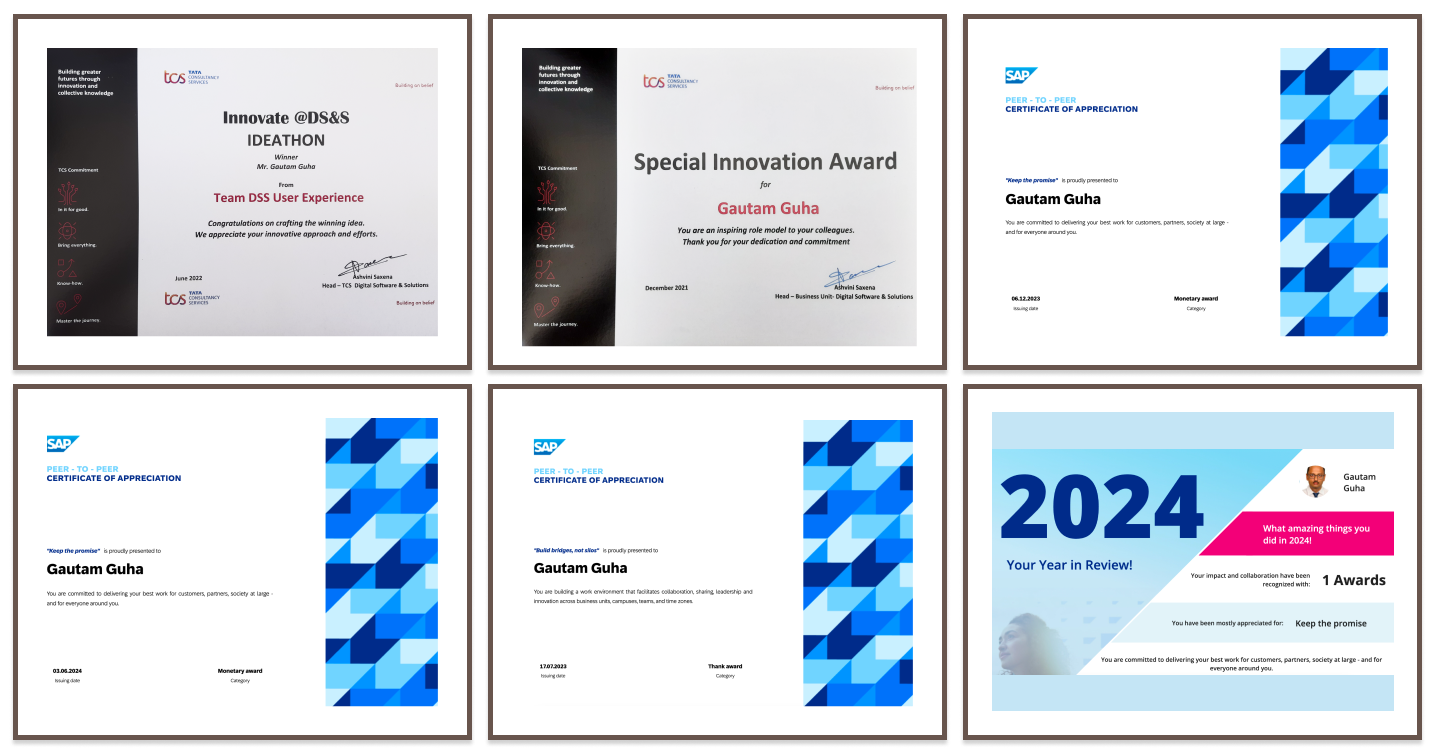 Building greater
futures through
innovation and
collective knowledge
tcs TATA
CONSULTANCY
SERVICES
Building on belief
Innovate @DS&S
IDEATHON
Winner
Mr. Gautam Guha
From
Team DSS User Experience
Congratulations on crafting the winning idea.
We appreciate your innovative approach and efforts.
TCS Commitment
In it for good.
Bring everything.
Know-how.
Master the journey.
June 2022
Ashvini Saxena
Head – TCS Digital Software & Solutions
tcs TATA
CONSULTANCY
SERVICES
Building on belief
Building greater
futures through
innovation and
collective knowledge
tcs TATA
CONSULTANCY
SERVICES
Building on belief
Special Innovation Award
for
Gautam Guha
You are an inspiring role model to your colleagues.
Thank you for your dedication and commitment
TCS Commitment
In it for good.
Bring everything.
Know-how.
Master the journey.
December 2021
Ashvini Saxena
Head – Business Unit- Digital Software & Solutions
SAP
PEER - TO - PEER
CERTIFICATE OF APPRECIATION
"Keep the promise" is proudly presented to
Gautam Guha
You are committed to delivering your best work for customers, partners, society at large -
and for everyone around you.
06.12.2023 Monetary award
Issuing date Category
SAP
PEER - TO - PEER
CERTIFICATE OF APPRECIATION
"Keep the promise" is proudly presented to
Gautam Guha
You are committed to delivering your best work for customers, partners, society at large -
and for everyone around you.
03.06.2024 Monetary award
Issuing date Category
SAP
PEER - TO - PEER
CERTIFICATE OF APPRECIATION
"Build bridges, not silos" is proudly presented to
Gautam Guha
You are building a work environment that facilitates collaboration, sharing, leadership and
innovation across business units, campuses, teams, and time zones.
17.07.2023 Thank award
Issuing date Category
2024
Your Year in Review!
Gautam
Guha
What amazing things you
did in 2024!
Your impact and collaboration have been
recognized with:
1 Awards
You have been mostly appreciated for: Keep the promise
You are committed to delivering your best work for customers, partners, society at large - and for
everyone around you.